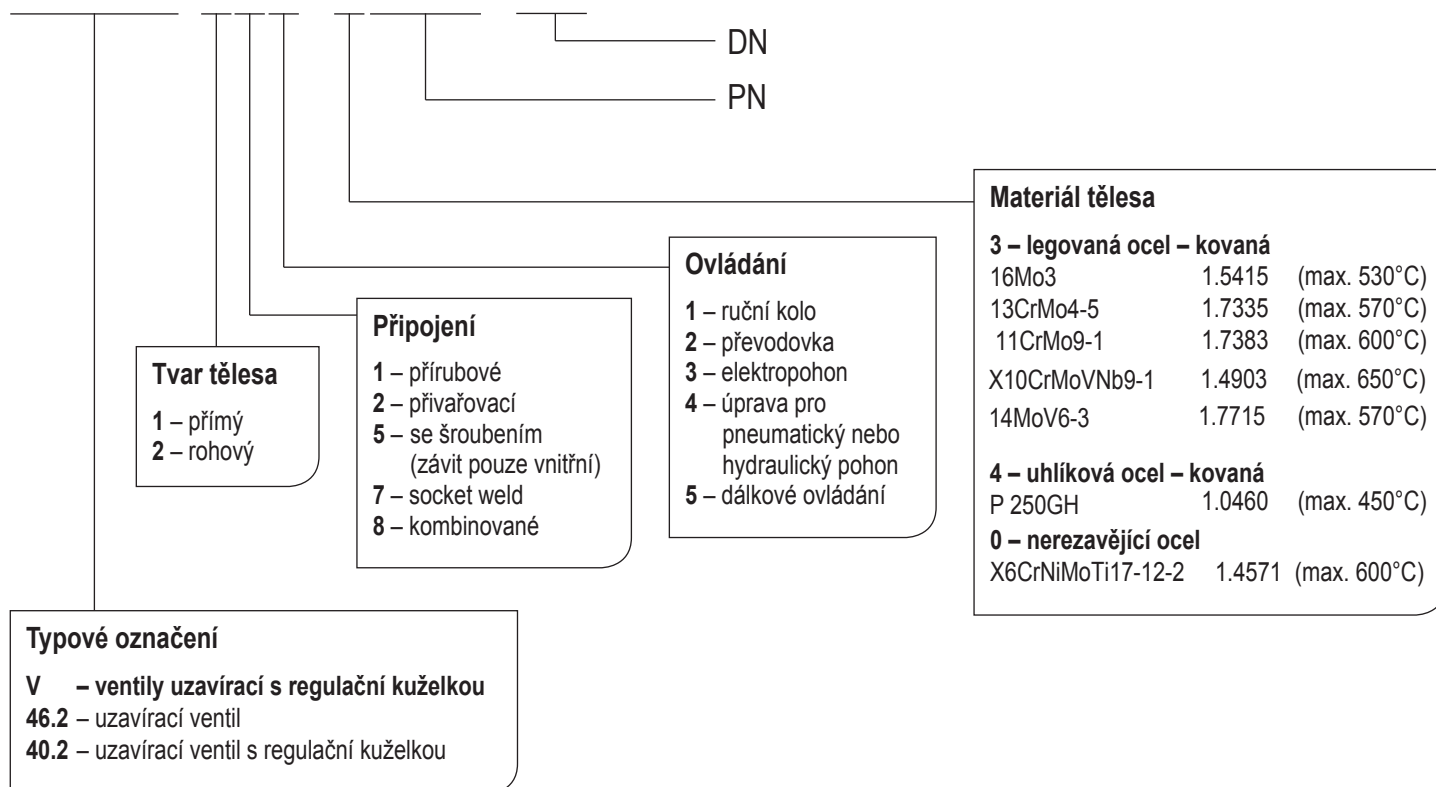 DN
PN
Materiál tělesa
3 – legovaná ocel – kovaná
16Mo3 1.5415 (max. 530°C)
13CrMo4-5 1.7335 (max. 570°C)
11CrMo9-1 1.7383 (max. 600°C)
X10CrMoVNb9-1 1.4903 (max. 650°C)
14MoV6-3 1.7715 (max. 570°C)
4 – uhlíková ocel – kovaná
P 250GH 1.0460 (max. 450°C)
0 – nerezavějící ocel
X6CrNiMoTi17-12-2 1.4571 (max. 600°C)
Ovládání
1 – ruční kolo
2 – převodovka
3 – elektropohon
4 – úprava pro
pneumatický nebo
hydraulický pohon
5 – dálkové ovládání
Připojení
1 – přírubové
2 – přivařovací
5 – se šroubením
(závit pouze vnitřní)
7 – socket weld
8 – kombinované
Tvar tělesa
1 – přímý
2 – rohový
Typové označení
V – ventily uzavírací s regulační kuželkou
46.2 – uzavírací ventil
40.2 – uzavírací ventil s regulační kuželkou